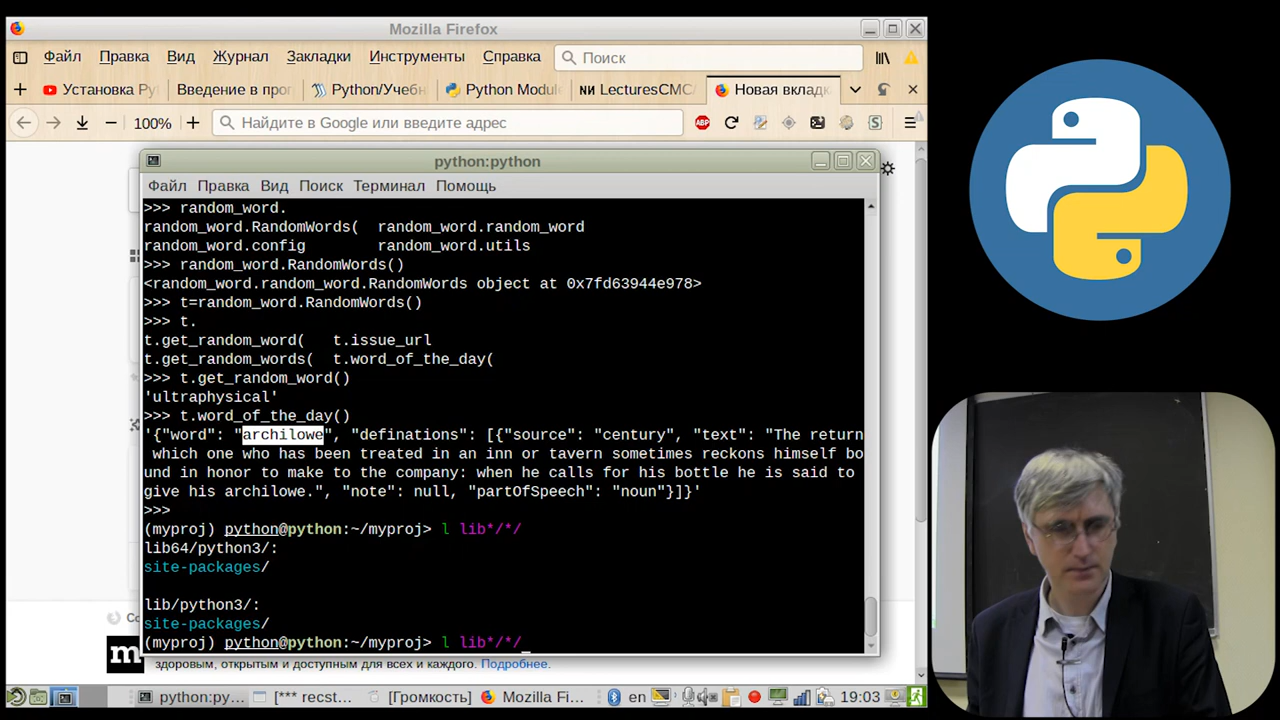 Mozilla Firefox
Файл Правка Вид Журнал Закладки Инструменты Справка Поиск
Установка Py Введение в прог Python/Учебн Python Module LecturesCMC/ Новая вкладка
100% Найдите в Google или введите адрес ABP S
python:python
Файл Правка Вид Поиск Терминал Помощь
>>> random_word.
random_word.RandomWords( random_word.random_word
random_word.config random_word.utils
>>> random_word.RandomWords()
<random_word.random_word.RandomWords object at 0x7fd63944e978>
>>> t=random_word.RandomWords()
>>> t.
t.get_random_word( t.issue_url
t.get_random_words( t.word_of_the_day(
>>> t.get_random_word()
'ultraphysical'
>>> t.word_of_the_day()
'{"word": "archilowe", "definations": [{"source": "century", "text": "The return
which one who has been treated in an inn or tavern sometimes reckons himself bo
und in honor to make to the company: when he calls for his bottle he is said to
give his archilowe.", "note": null, "partOfSpeech": "noun"}]}'
>>>
(myproj) python@python:~/myproj> l lib*/*/
lib64/python3/:
site-packages/
lib/python3/:
site-packages/
(myproj) python@python:~/myproj> l lib*/*/
Co
m
здоровым, открытым и доступным для всех и каждого. Подробнее.
python:py... [*** recst... [Громкость] Mozilla Fi... en 19:03